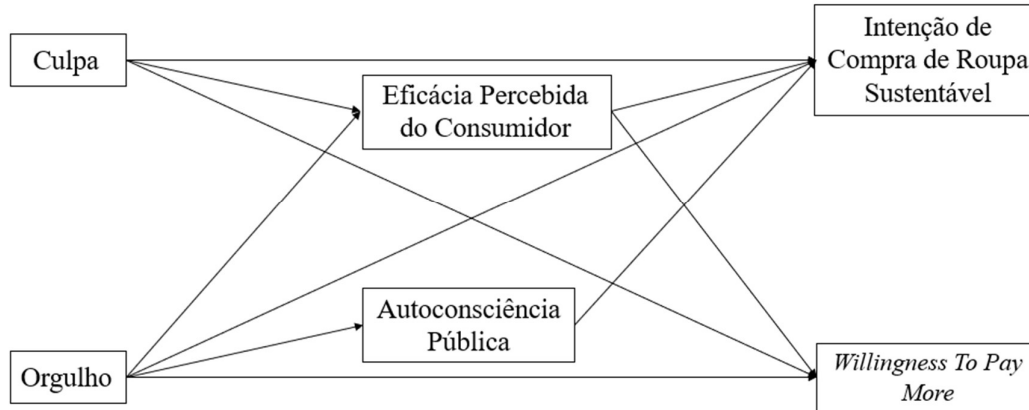 Culpa
Eficácia Percebida
do Consumidor
Intenção de
Compra de Roupa
Sustentável
Orgulho
Autoconsciência
Pública
Willingness To Pay
More